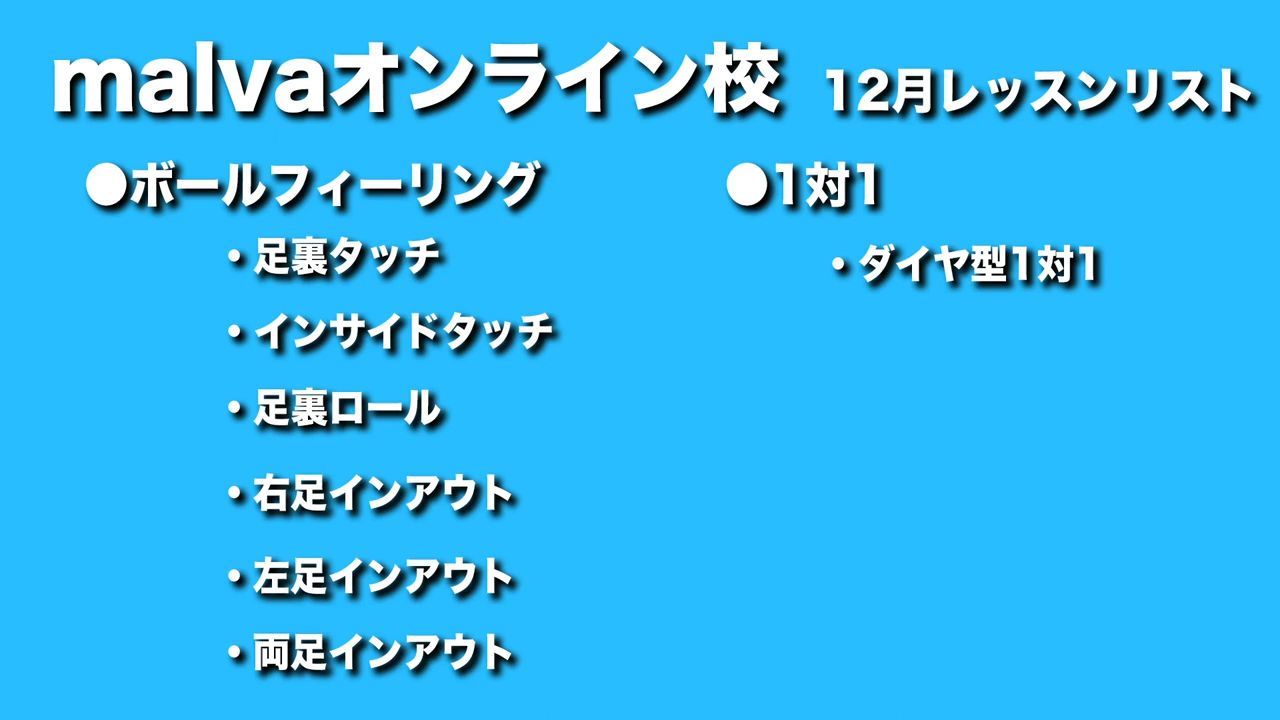 malvaオンライン校 12月レッスンリスト
●ボールフィーリング
・足裏タッチ
・インサイドタッチ
・足裏ロール
・右足インアウト
・左足インアウト
・両足インアウト
●1対1
・ダイヤ型1対1